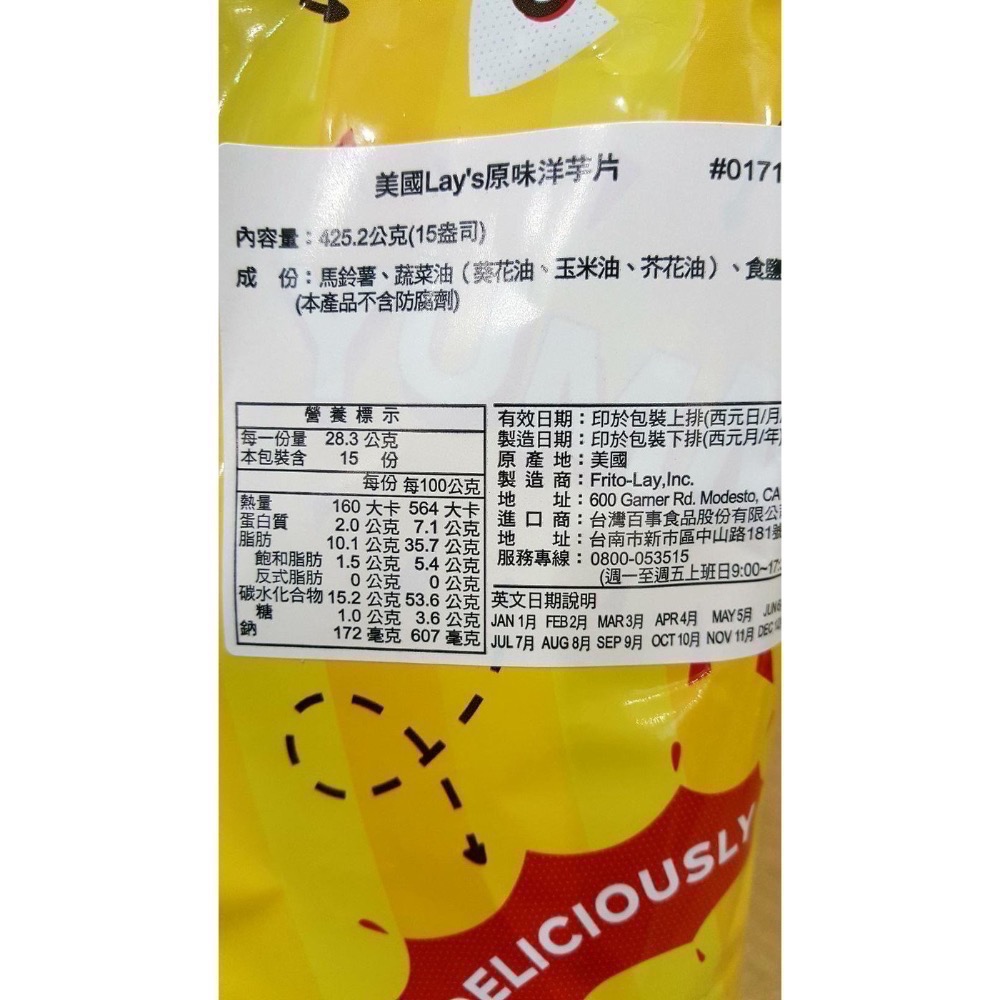 美國Lay's原味洋芋片 #0171
內容量：425.2公克(15盎司)
成 份：馬鈴薯、蔬菜油（葵花油、玉米油、芥花油）、食鹽
(本產品不含防腐劑)
營養標示
每一份量 28.3 公克
本包裝含 15 份
每份 每100公克
熱量 160 大卡 564 大卡
蛋白質 2.0 公克 7.1 公克
脂肪 10.1 公克 35.7 公克
飽和脂肪 1.5 公克 5.4 公克
反式脂肪 0 公克 0 公克
碳水化合物 15.2 公克 53.6 公克
糖 1.0 公克 3.6 公克
鈉 172 毫克 607 毫克
有效日期：印於包裝上排(西元日/月/
製造日期：印於包裝下排(西元月/年)
原 產 地：美國
製 造 商：Frito-Lay,Inc.
地 址：600 Garner Rd. Modesto, CA
進 口 商：台灣百事食品股份有限公司
地 址：台南市新市區中山路181號
服務專線：0800-053515
(週一至週五上班日9:00~17:
英文日期說明
JAN 1月 FEB 2月 MAR 3月 APR 4月 MAY 5月 JUN 6
JUL 7月 AUG 8月 SEP 9月 OCT 10月 NOV 11月 DEC 12
DELICIOUSLY